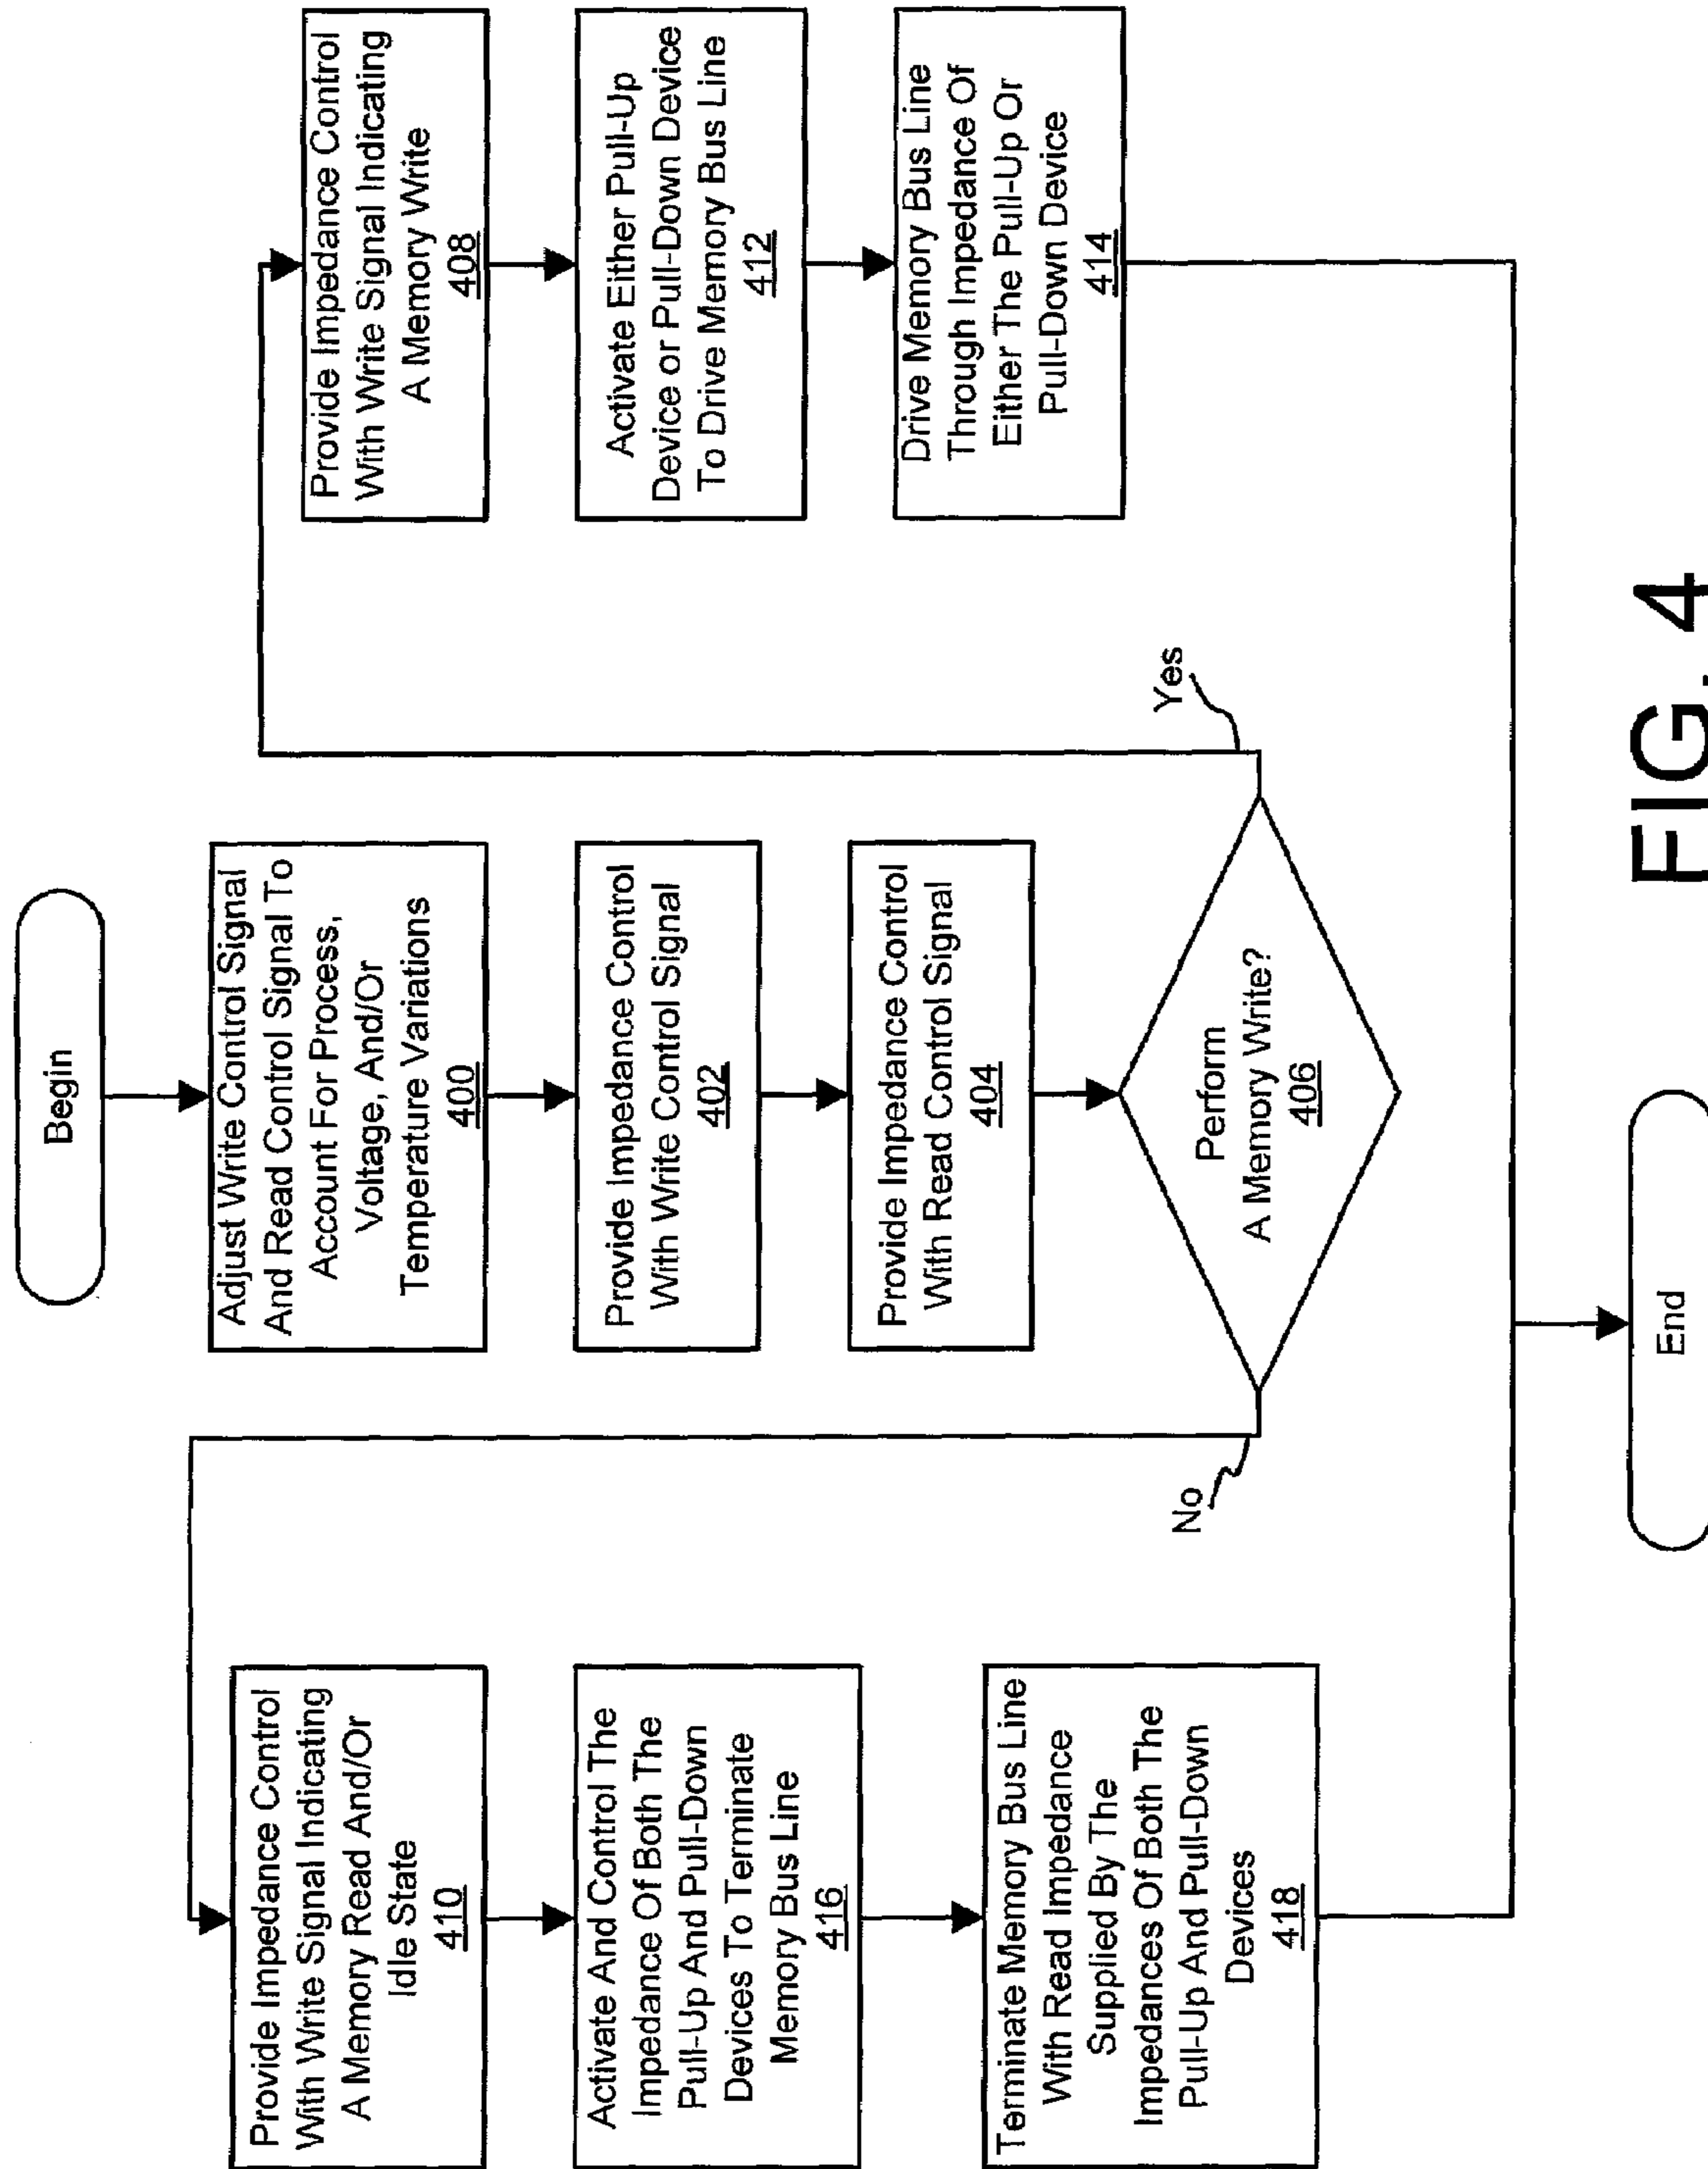 Begin
Adjust Write Control Signal
And Read Control Signal To
Account For Process,
Voltage, And/Or
Temperature Variations
400
Provide Impedance Control
With Write Control Signal
402
Provide Impedance Control
With Read Control Signal
404
Perform
A Memory Write?
406
Yes
No
Provide Impedance Control
With Write Signal Indicating
A Memory Write
408
Activate Either Pull-Up
Device or Pull-Down Device
To Drive Memory Bus Line
412
Drive Memory Bus Line
Through Impedance Of
Either The Pull-Up Or
Pull-Down Device
414
Provide Impedance Control
With Write Signal Indicating
A Memory Read And/Or
Idle State
410
Activate And Control The
Impedance Of Both The
Pull-Up And Pull-Down
Devices To Terminate
Memory Bus Line
416
Terminate Memory Bus Line
With Read Impedance
Supplied By The
Impedances Of Both The
Pull-Up And Pull-Down
Devices
418
End
FIG. 4